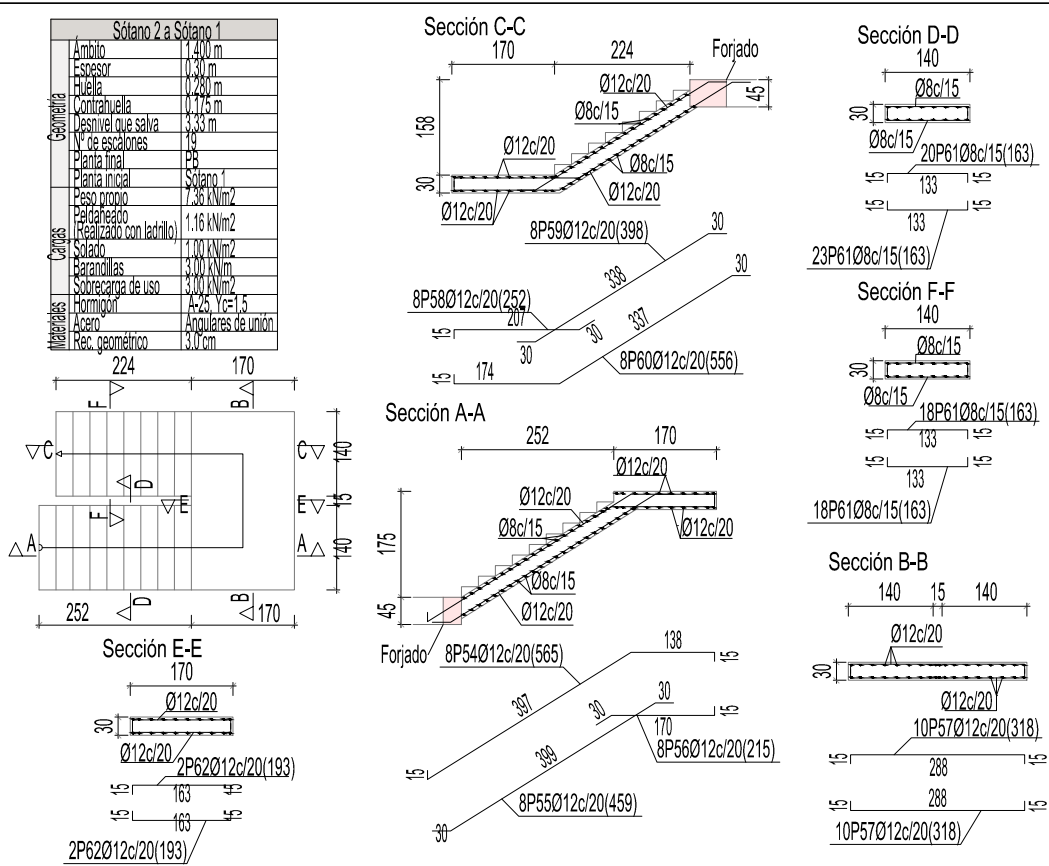 Sótano 2 a Sótano 1
Geometría
Ámbito 1.400 m
Espesor 0.30 m
Huella 0.280 m
Contrahuella 0.175 m
Desnivel que salva 3.33 m
Nº de escalones 19
Planta final PB
Planta inicial Sótano 1
Cargas
Peso propio 7.36 kN/m2
Peldañeado
(Realizado con ladrillo) 1.16 kN/m2
Solado 1.00 kN/m2
Barandillas 3.00 kN/m
Sobrecarga de uso 3.00 kN/m2
Materiales
Hormigón A-25, Yc=1.5
Acero Angulares de unión
Rec. geométrico 3.0 cm
224 170
F B
C C
140
D
E E
15
F
A A
140
D B
252 170
Sección E-E
170
Ø12c/20
30
Ø12c/20
2P62Ø12c/20(193)
15 163 15
15 163 15
2P62Ø12c/20(193)
Sección C-C
170 224
Forjado
Ø12c/20
45
Ø8c/15
158
Ø12c/20
Ø8c/15
30
Ø12c/20
Ø12c/20
8P59Ø12c/20(398)
30
338
30
8P58Ø12c/20(252)
207
15
30
30
337
15
174
8P60Ø12c/20(556)
Sección A-A
252 170
Ø12c/20
Ø12c/20
Ø8c/15
Ø12c/20
175
Ø8c/15
45
Ø12c/20
Forjado
8P54Ø12c/20(565)
138
15
397
15
30
30
170
15
8P56Ø12c/20(215)
399
30
8P55Ø12c/20(459)
Sección D-D
140
Ø8c/15
30
Ø8c/15
20P61Ø8c/15(163)
15 133 15
15 133 15
23P61Ø8c/15(163)
Sección F-F
140
Ø8c/15
30
Ø8c/15
18P61Ø8c/15(163)
15 133 15
15 133 15
18P61Ø8c/15(163)
Sección B-B
140 15 140
Ø12c/20
30
Ø12c/20
10P57Ø12c/20(318)
15 288 15
15 288 15
10P57Ø12c/20(318)